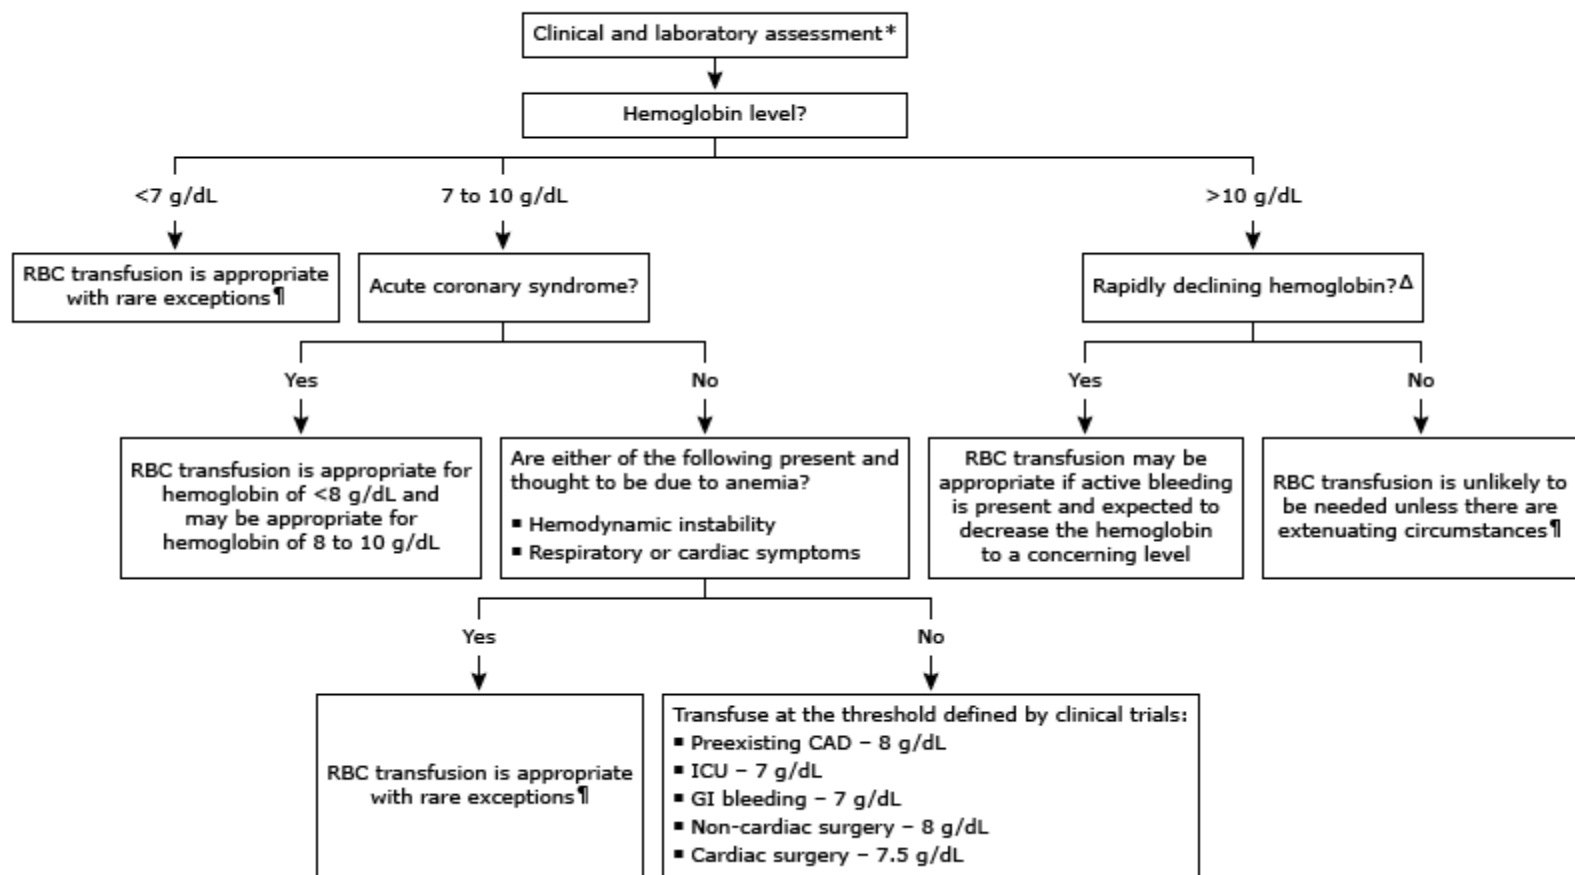 Clinical and laboratory assessment*
Hemoglobin level?
<7 g/dL
7 to 10 g/dL
>10 g/dL
RBC transfusion is appropriate
with rare exceptions¶
Acute coronary syndrome?
Rapidly declining hemoglobin?Δ
Yes
No
Yes
No
RBC transfusion is appropriate for
hemoglobin of <8 g/dL and
may be appropriate for
hemoglobin of 8 to 10 g/dL
Are either of the following present and
thought to be due to anemia?
▪ Hemodynamic instability
▪ Respiratory or cardiac symptoms
RBC transfusion may be
appropriate if active bleeding
is present and expected to
decrease the hemoglobin
to a concerning level
RBC transfusion is unlikely to
be needed unless there are
extenuating circumstances¶
Yes
No
RBC transfusion is appropriate
with rare exceptions¶
Transfuse at the threshold defined by clinical trials:
▪ Preexisting CAD – 8 g/dL
▪ ICU – 7 g/dL
▪ GI bleeding – 7 g/dL
▪ Non-cardiac surgery – 8 g/dL
▪ Cardiac surgery – 7.5 g/dL